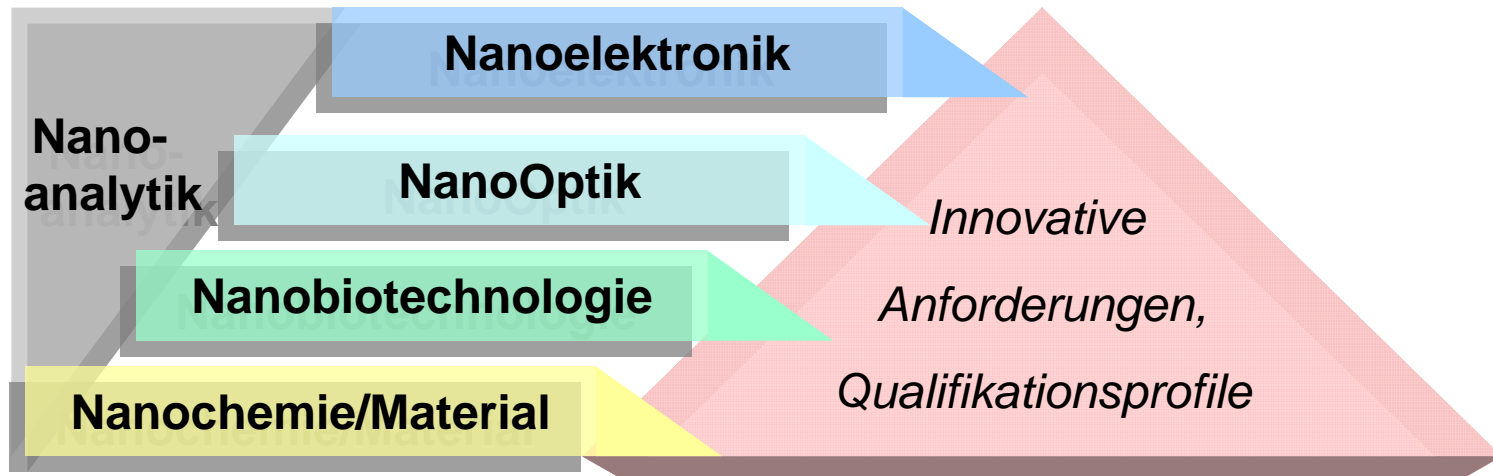 Nanoelektronik
Nano-
analytik
NanoOptik
Nanobiotechnologie
Nanochemie/Material
Innovative
Anforderungen,
Qualifikationsprofile